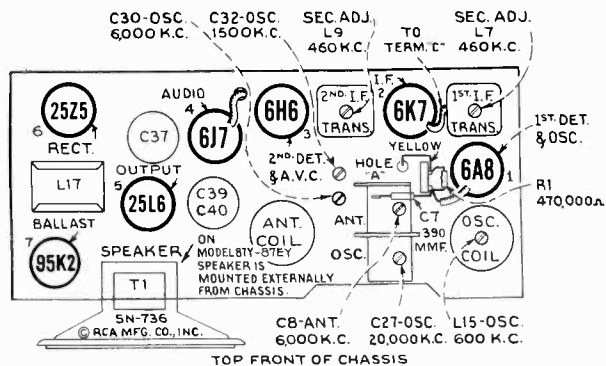 C30-OSC.
6,000 K.C.
C32-OSC.
1500 K.C.
SEC. ADJ.
L9
460 K.C.
TO
TERM."C"
SEC. ADJ.
L7
460 K.C.
25Z5
6
RECT.
C37
AUDIO
4
6J7
6H6
3
2ND. DET.
& A.V.C.
2ND. I.F.
TRANS.
I.F.
2
6K7
1ST. I.F.
TRANS.
1ST. DET.
& OSC.
YELLOW
HOLE
"A"
6A8
1
R1
470,000Ω
L17
BALLAST
OUTPUT
5
25L6
C39
C40
ANT.
COIL
ANT.
C7
390
MMF.
OSC.
OSC.
COIL
7
95K2
SPEAKER
T1
SN-736
© RCA MFG. CO., INC.
ON
MODEL 8TY-87EY
SPEAKER IS
MOUNTED EXTERNALLY
FROM CHASSIS.
C8-ANT.
6,000 K.C.
C27-OSC.
20,000 K.C.
L15-OSC.
600 K.C.
TOP FRONT OF CHASSIS